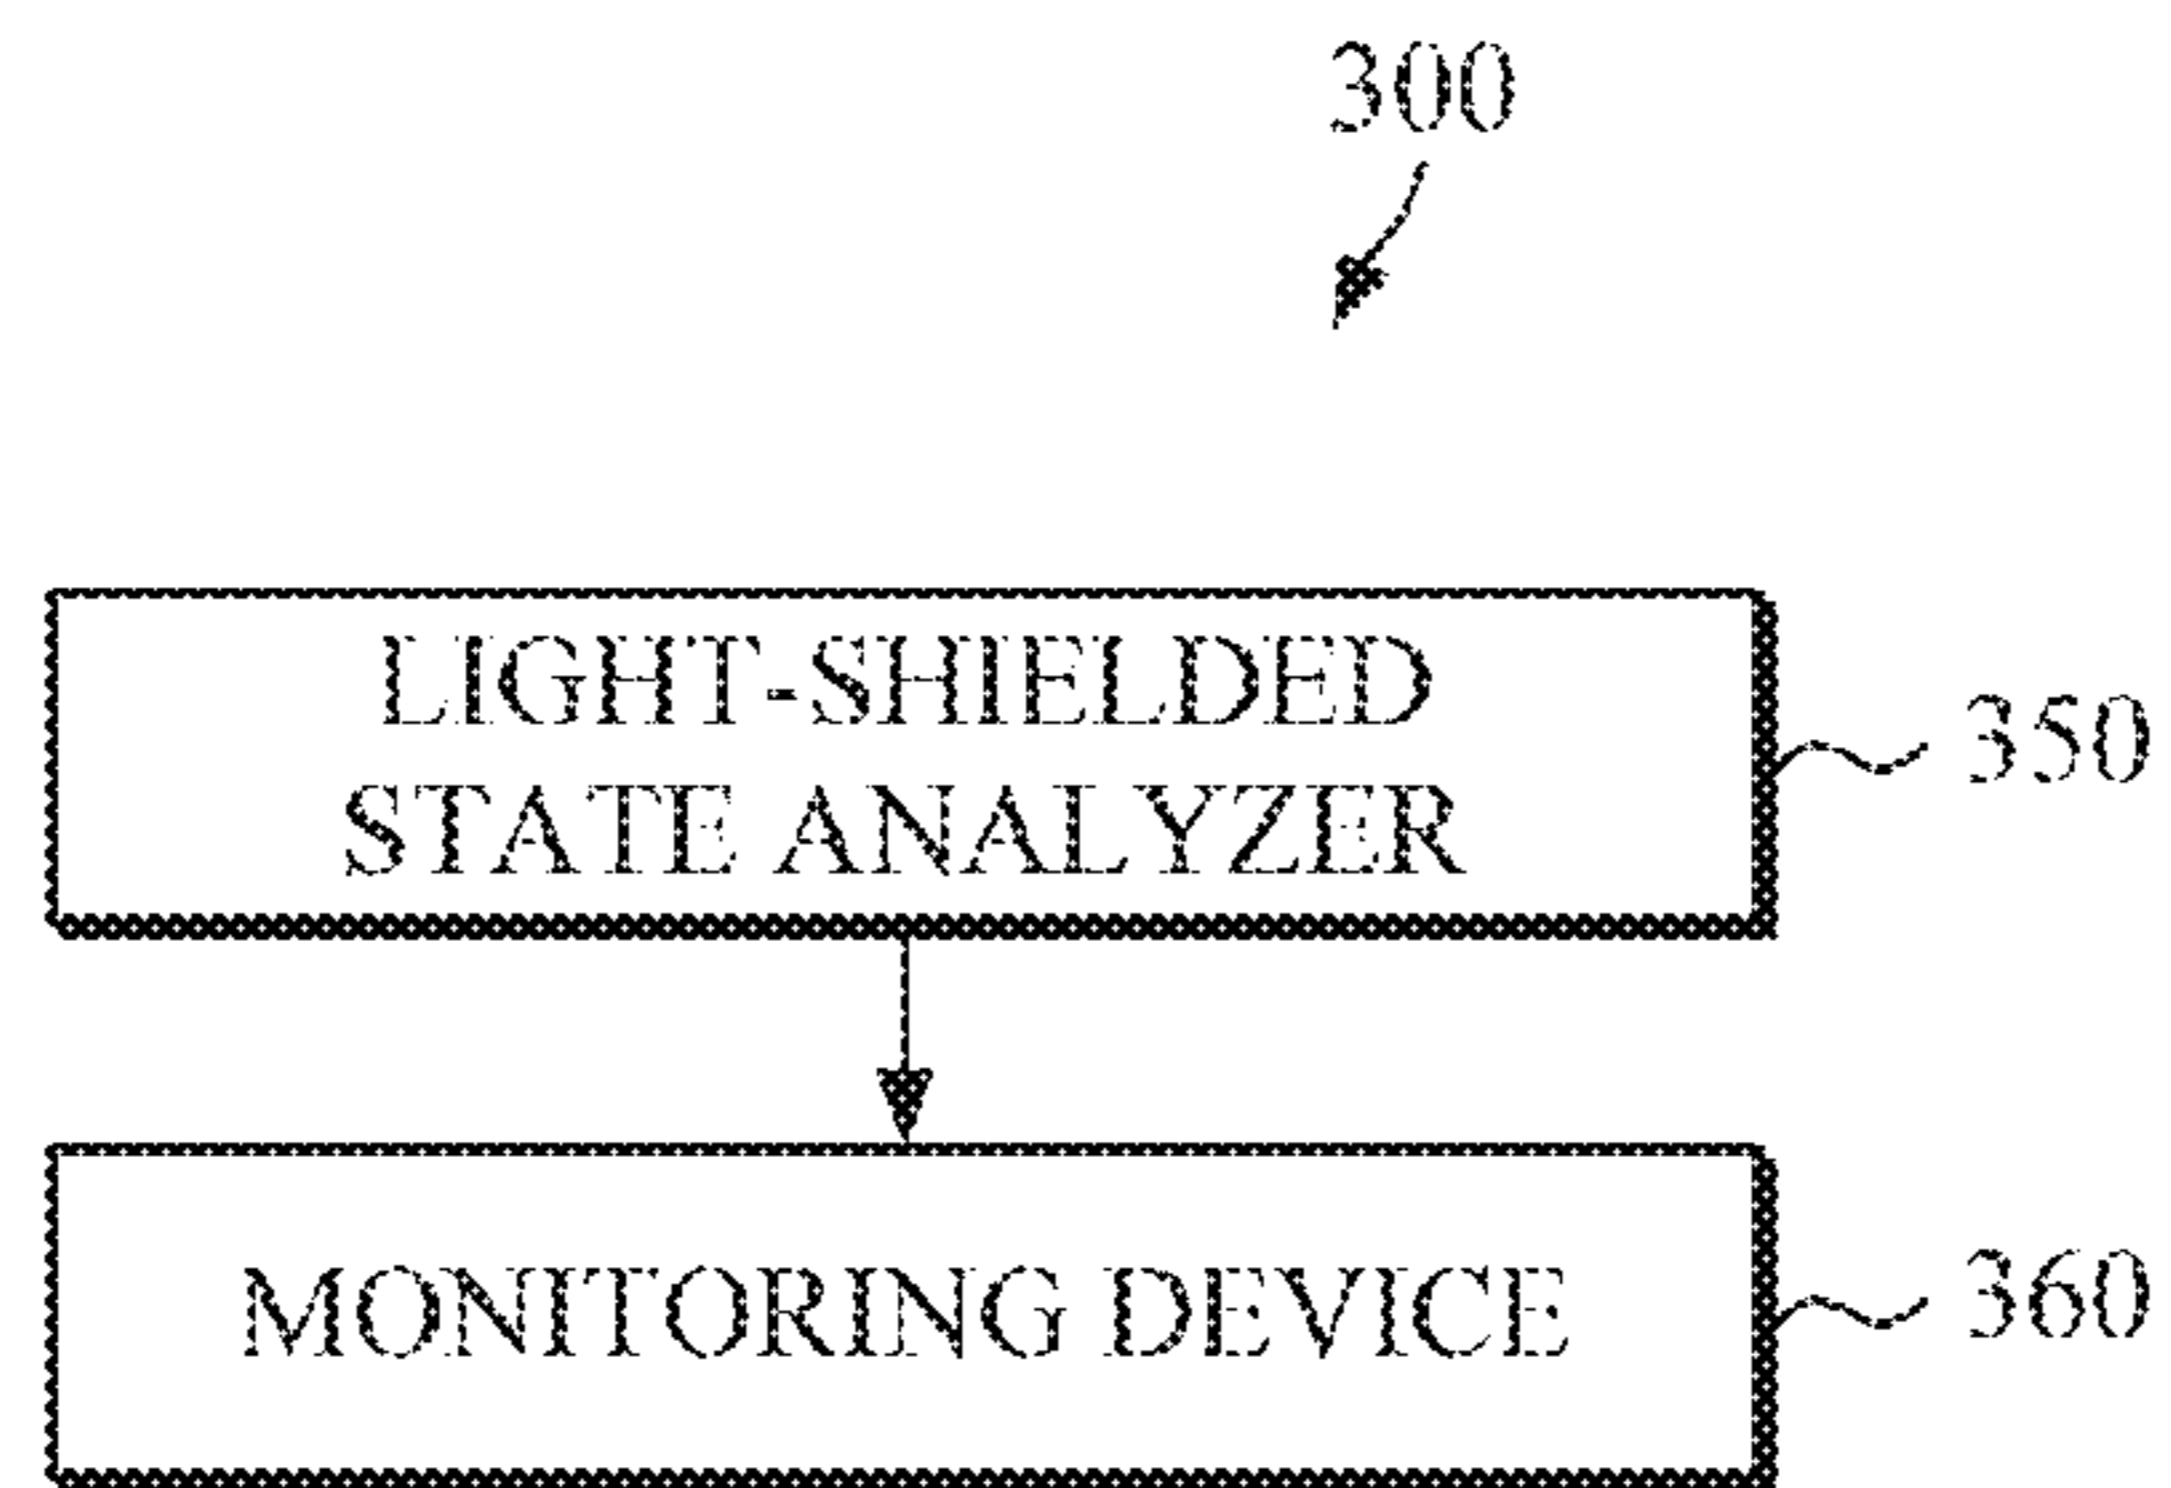 300
LIGHT-SHIELDED
STATE ANALYZER
350
MONITORING DEVICE
360